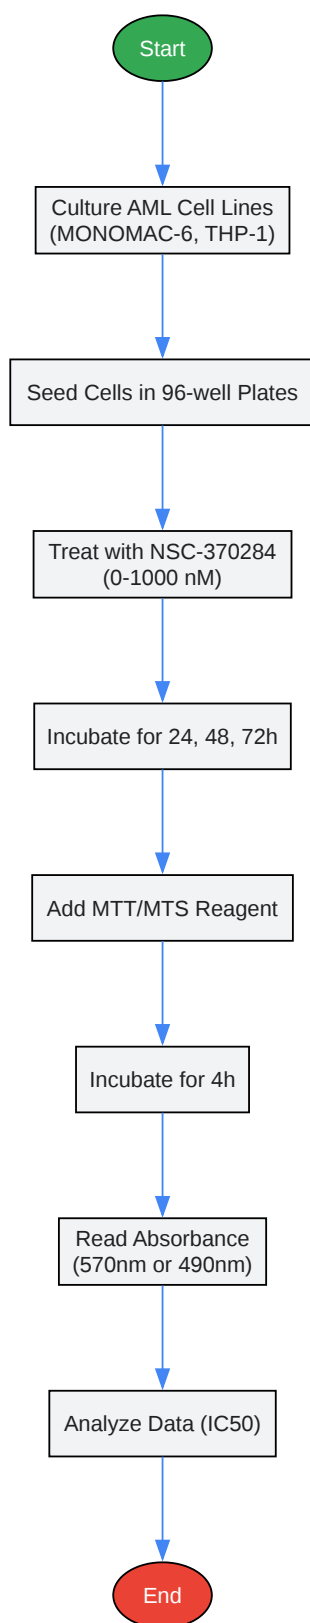 Start
Culture AML Cell Lines
(MONOMAC-6, THP-1)
Seed Cells in 96-well Plates
Treat with NSC-370284
(0-1000 nM)
Incubate for 24, 48, 72h
Add MTT/MTS Reagent
Incubate for 4h
Read Absorbance
(570nm or 490nm)
Analyze Data (IC50)
End